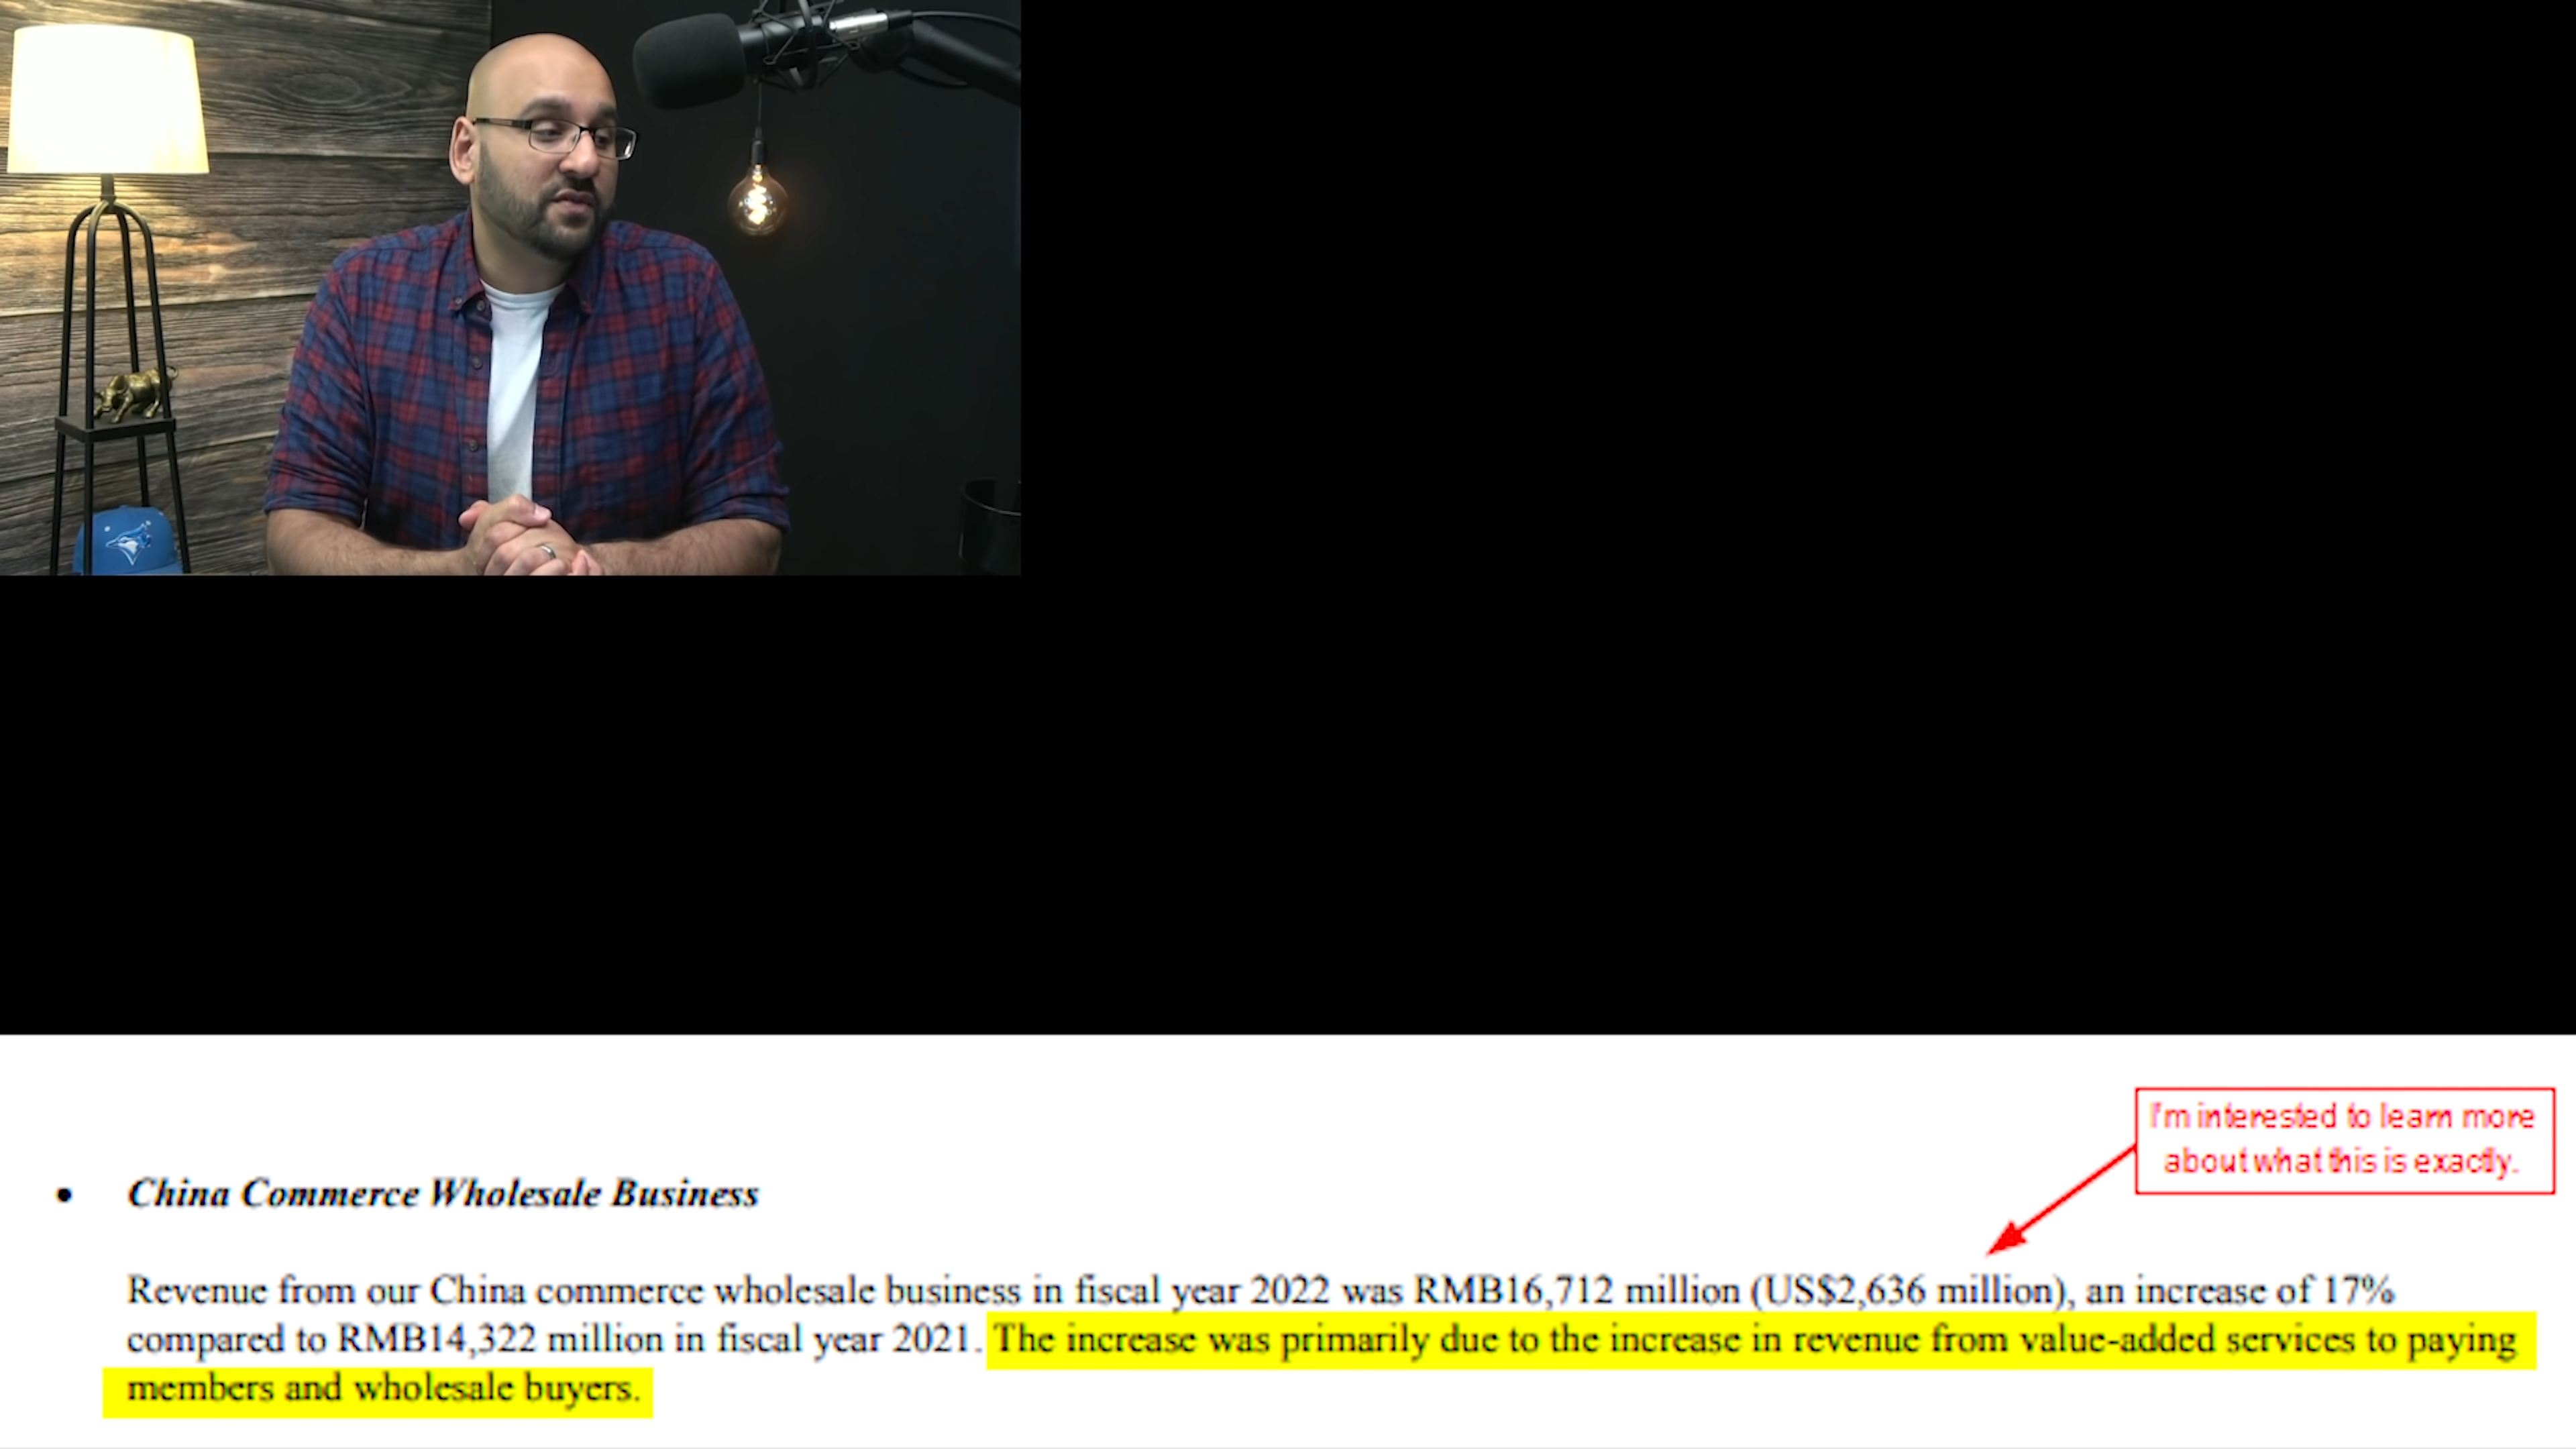 I'm interested to learn more
about what this is exactly.
• China Commerce Wholesale Business
Revenue from our China commerce wholesale business in fiscal year 2022 was RMB16,712 million (US$2,636 million), an increase of 17%
compared to RMB14,322 million in fiscal year 2021. The increase was primarily due to the increase in revenue from value-added services to paying
members and wholesale buyers.